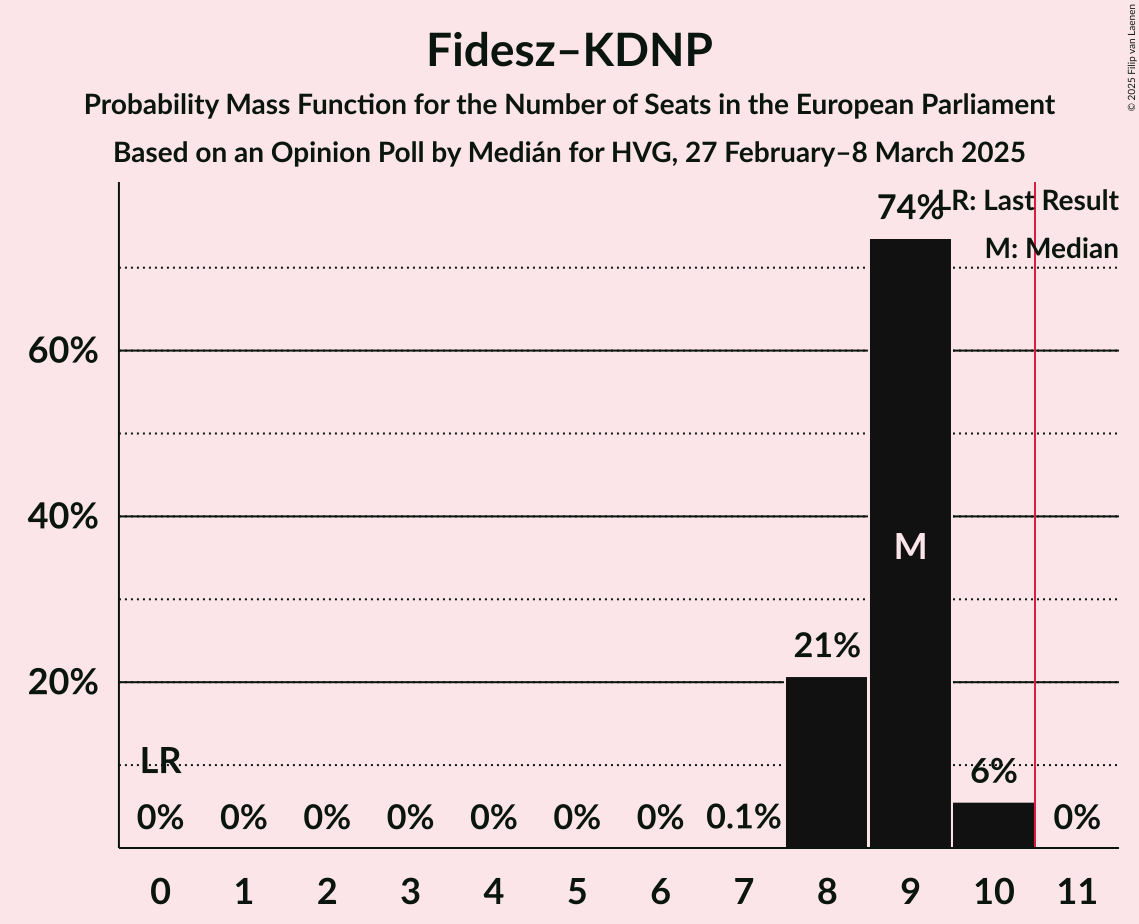 Fidesz–KDNP
Probability Mass Function for the Number of Seats in the European Parliament
Based on an Opinion Poll by Medián for HVG, 27 February–8 March 2025
© 2025 Filip van Laenen
LR: Last Result
M: Median
74%
60%
40%
M
21%
20%
LR
6%
0% 0% 0% 0% 0% 0% 0% 0.1% 0%
0 1 2 3 4 5 6 7 8 9 10 11